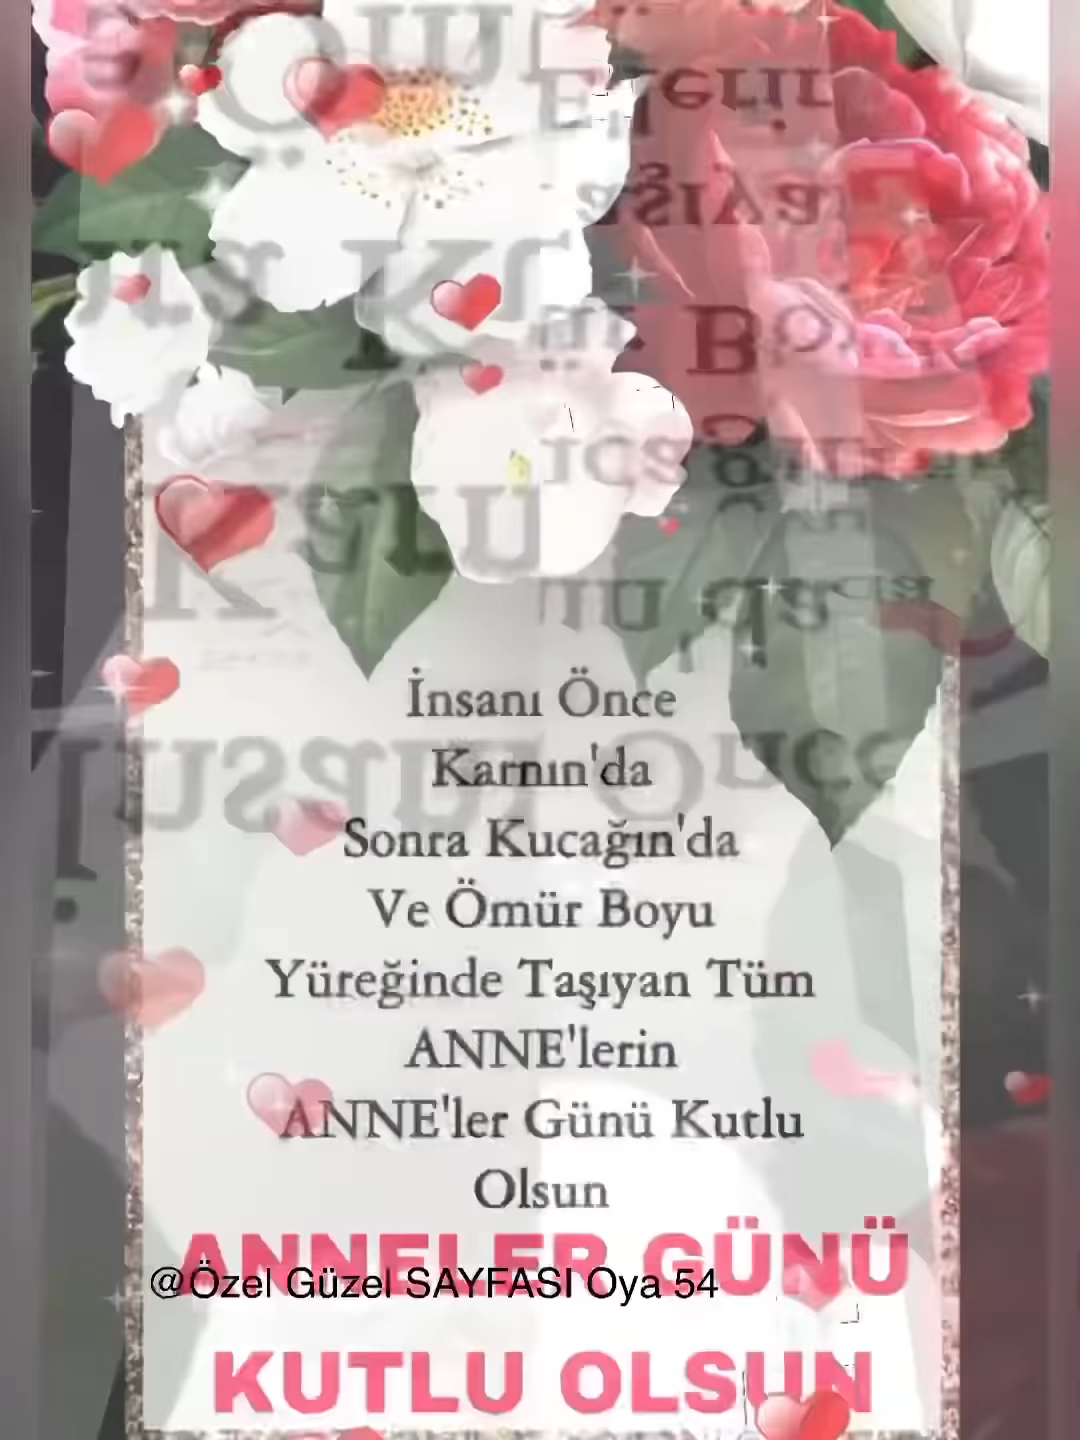 İnsanı Önce
Karnın'da
Sonra Kucağın'da
Ve Ömür Boyu
Yüreğinde Taşıyan Tüm
ANNE'lerin
ANNE'ler Günü Kutlu
Olsun
ANNELER GÜNÜ
@Özel Güzel SAYFASI Oya 54
KUTLU OLSUN